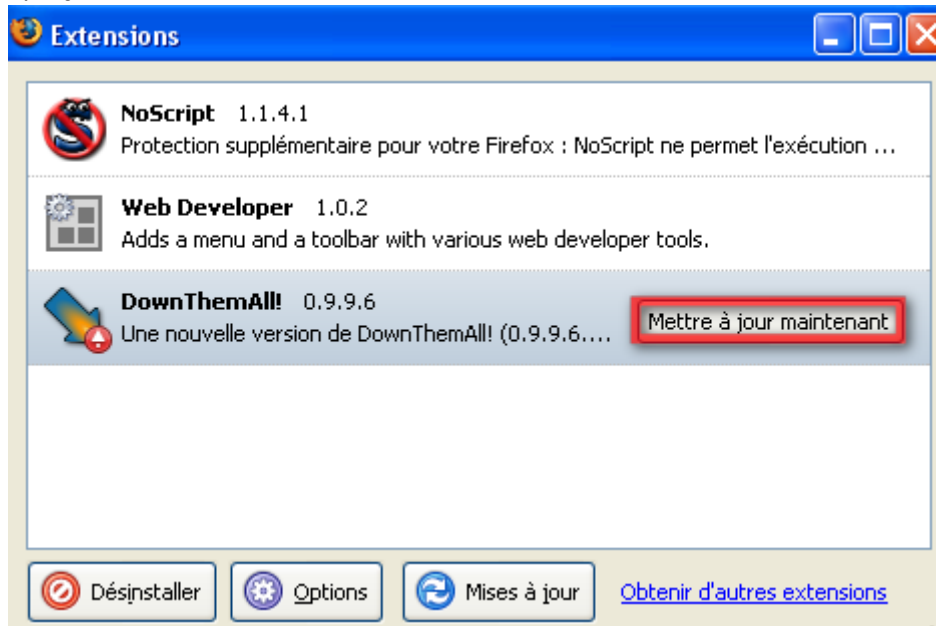 Extensions
NoScript 1.1.4.1
Protection supplémentaire pour votre Firefox : NoScript ne permet l'exécution ...
Web Developer 1.0.2
Adds a menu and a toolbar with various web developer tools.
DownThemAll! 0.9.9.6
Une nouvelle version de DownThemAll! (0.9.9.6....
Mettre à jour maintenant
Désinstaller
Options
Mises à jour
Obtenir d'autres extensions